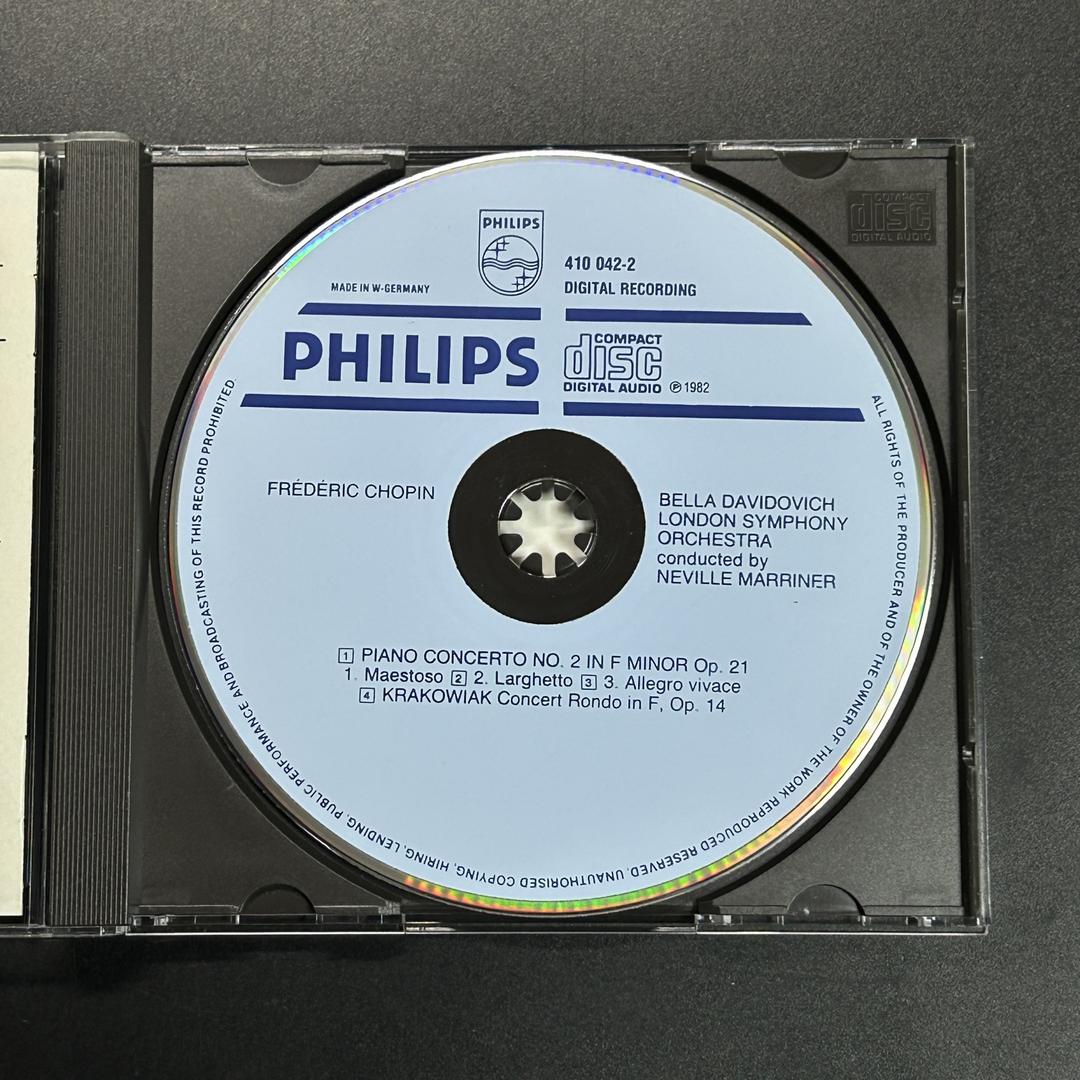 PHILIPS
410 042-2
MADE IN W-GERMANY
DIGITAL RECORDING
PHILIPS
COMPACT
disc
DIGITAL AUDIO ℗ 1982
FRÉDÉRIC CHOPIN
BELLA DAVIDOVICH
LONDON SYMPHONY
ORCHESTRA
conducted by
NEVILLE MARRINER
1 PIANO CONCERTO NO. 2 IN F MINOR Op. 21
1. Maestoso 2 2. Larghetto 3 3. Allegro vivace
4 KRAKOWIAK Concert Rondo in F, Op. 14
ALL RIGHTS OF THE PRODUCER AND OF THE OWNER OF THE WORK REPRODUCED RESERVED. UNAUTHORISED COPYING, HIRING, LENDING, PUBLIC PERFORMANCE AND BROADCASTING OF THIS RECORD PROHIBITED.
COMPACT
disc
DIGITAL AUDIO